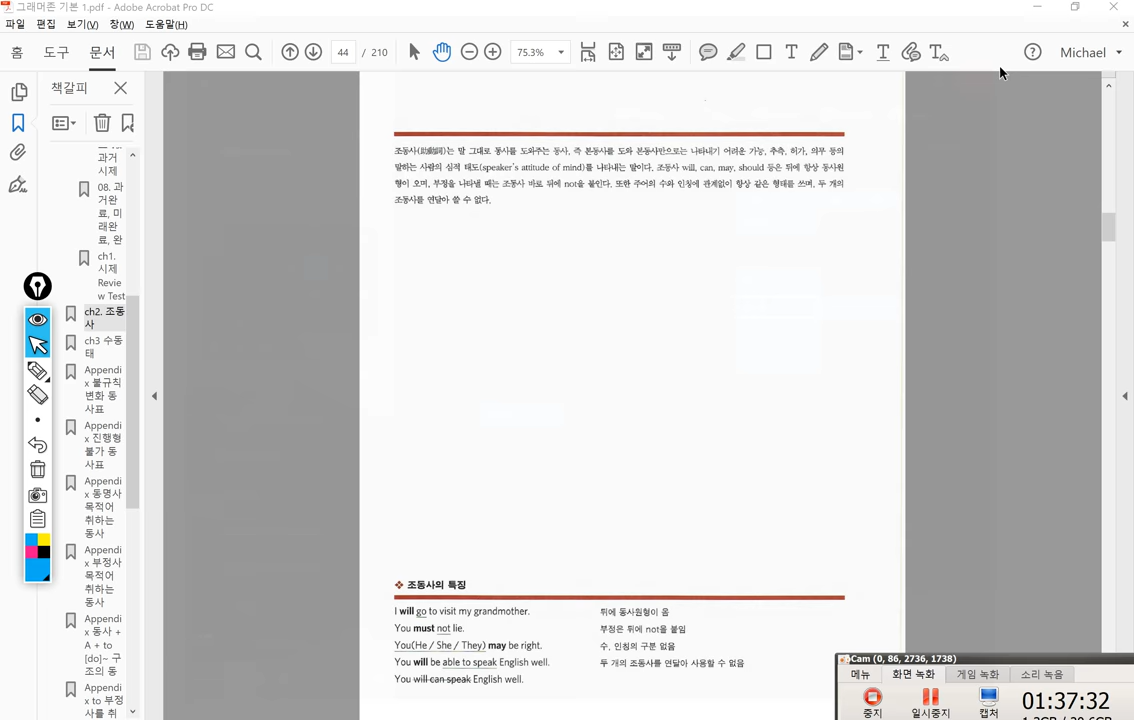 그래머존 기본 1.pdf - Adobe Acrobat Pro DC
파일 편집 보기(Z) 창(W) 도움말(H)
홈 도구 문서 44 / 210 75.3% Michael
책갈피
과거
시제
08. 과
거완
료, 미
래완
료, 완
ch1.
시제
Revie
w Test
ch2. 조동
사
ch3 수동
태
Appendi
x 불규칙
변화 동
사표
Appendi
x 진행형
불가 동
사표
Appendi
x 동명사
목적어
취하는
동사
Appendi
x 부정사
목적어
취하는
동사
Appendi
x 동사 +
A + to
[do]~ 구
조의 동
Appendi
x to 부정
사를 취
조동사(助動詞)는 말 그대로 동사를 도와주는 동사, 즉 본동사를 도와 본동사만으로는 나타내기 어려운 가능, 추측, 허가, 의무 등의
말하는 사람의 심적 태도(speaker's attitude of mind)를 나타내는 말이다. 조동사 will, can, may, should 등은 뒤에 항상 동사원
형이 오며, 부정을 나타낼 때는 조동사 바로 뒤에 not을 붙인다. 또한 주어의 수와 인칭에 관계없이 항상 같은 형태를 쓰며, 두 개의
조동사를 연달아 쓸 수 없다.
❖ 조동사의 특징
I will go to visit my grandmother. 뒤에 동사원형이 옴
You must not lie. 부정은 뒤에 not을 붙임
You(He / She / They) may be right. 수, 인칭의 구분 없음
You will be able to speak English well. 두 개의 조동사를 연달아 사용할 수 없음
You will can speak English well.
oCam (0, 86, 2736, 1738)
메뉴 화면 녹화 게임 녹화 소리 녹음
중지 일시중지 캡처 01:37:32